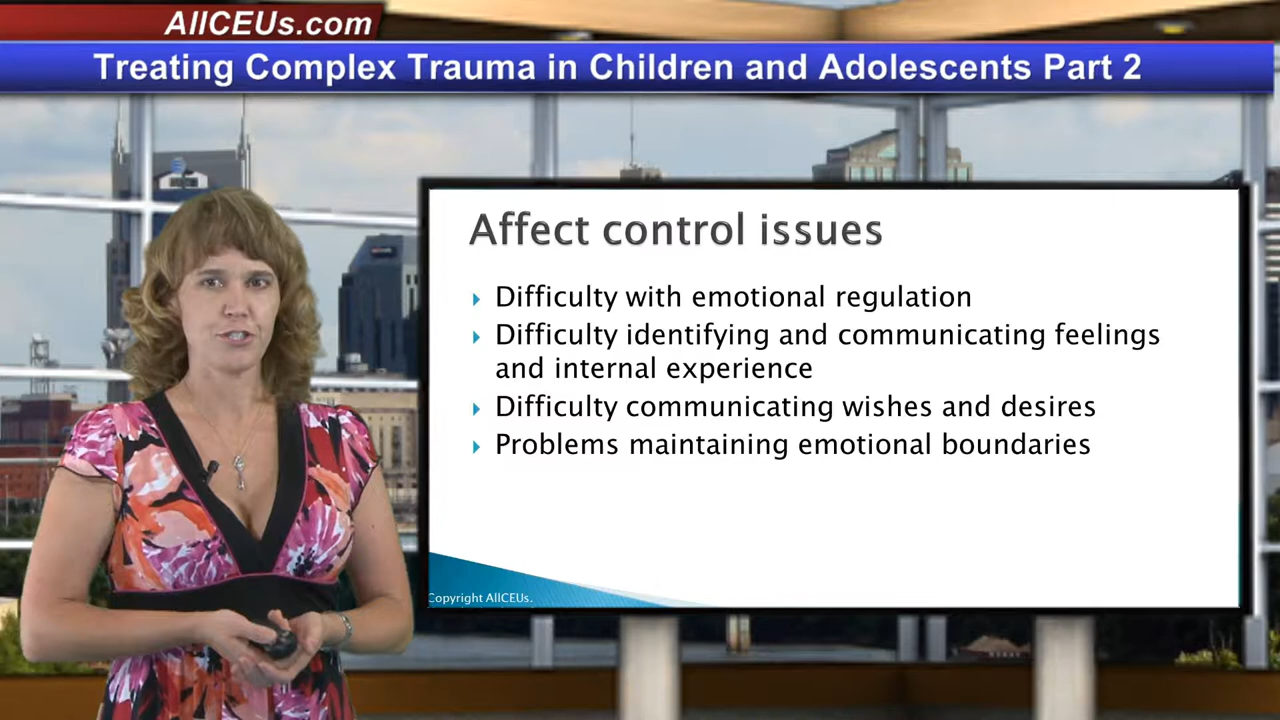 AllCEUs.com
Treating Complex Trauma in Children and Adolescents Part 2
Affect control issues
Difficulty with emotional regulation
Difficulty identifying and communicating feelings
and internal experience
Difficulty communicating wishes and desires
Problems maintaining emotional boundaries
Copyright AllCEUs.